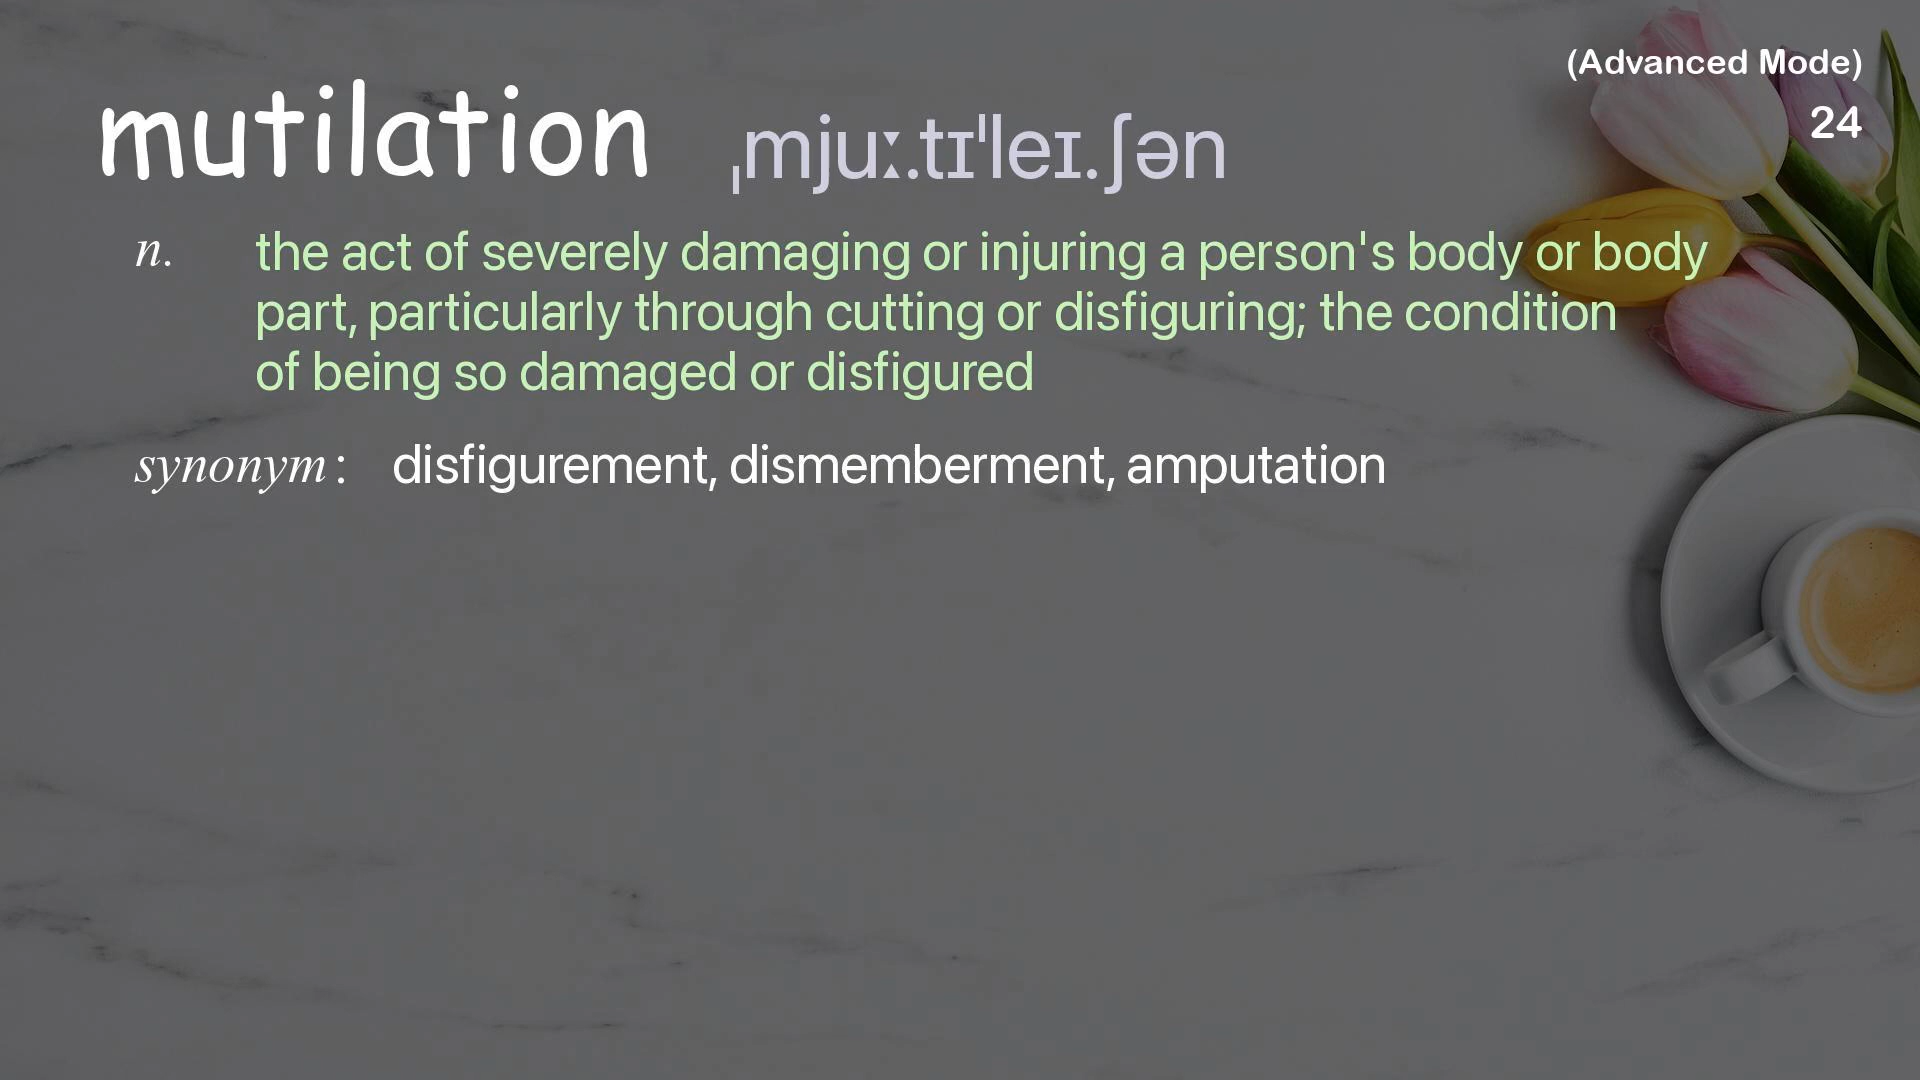 (Advanced Mode)
24
mutilation ˌmjuː.tɪˈleɪ.ʃən
n. the act of severely damaging or injuring a person's body or body
part, particularly through cutting or disfiguring; the condition
of being so damaged or disfigured
synonym: disfigurement, dismemberment, amputation